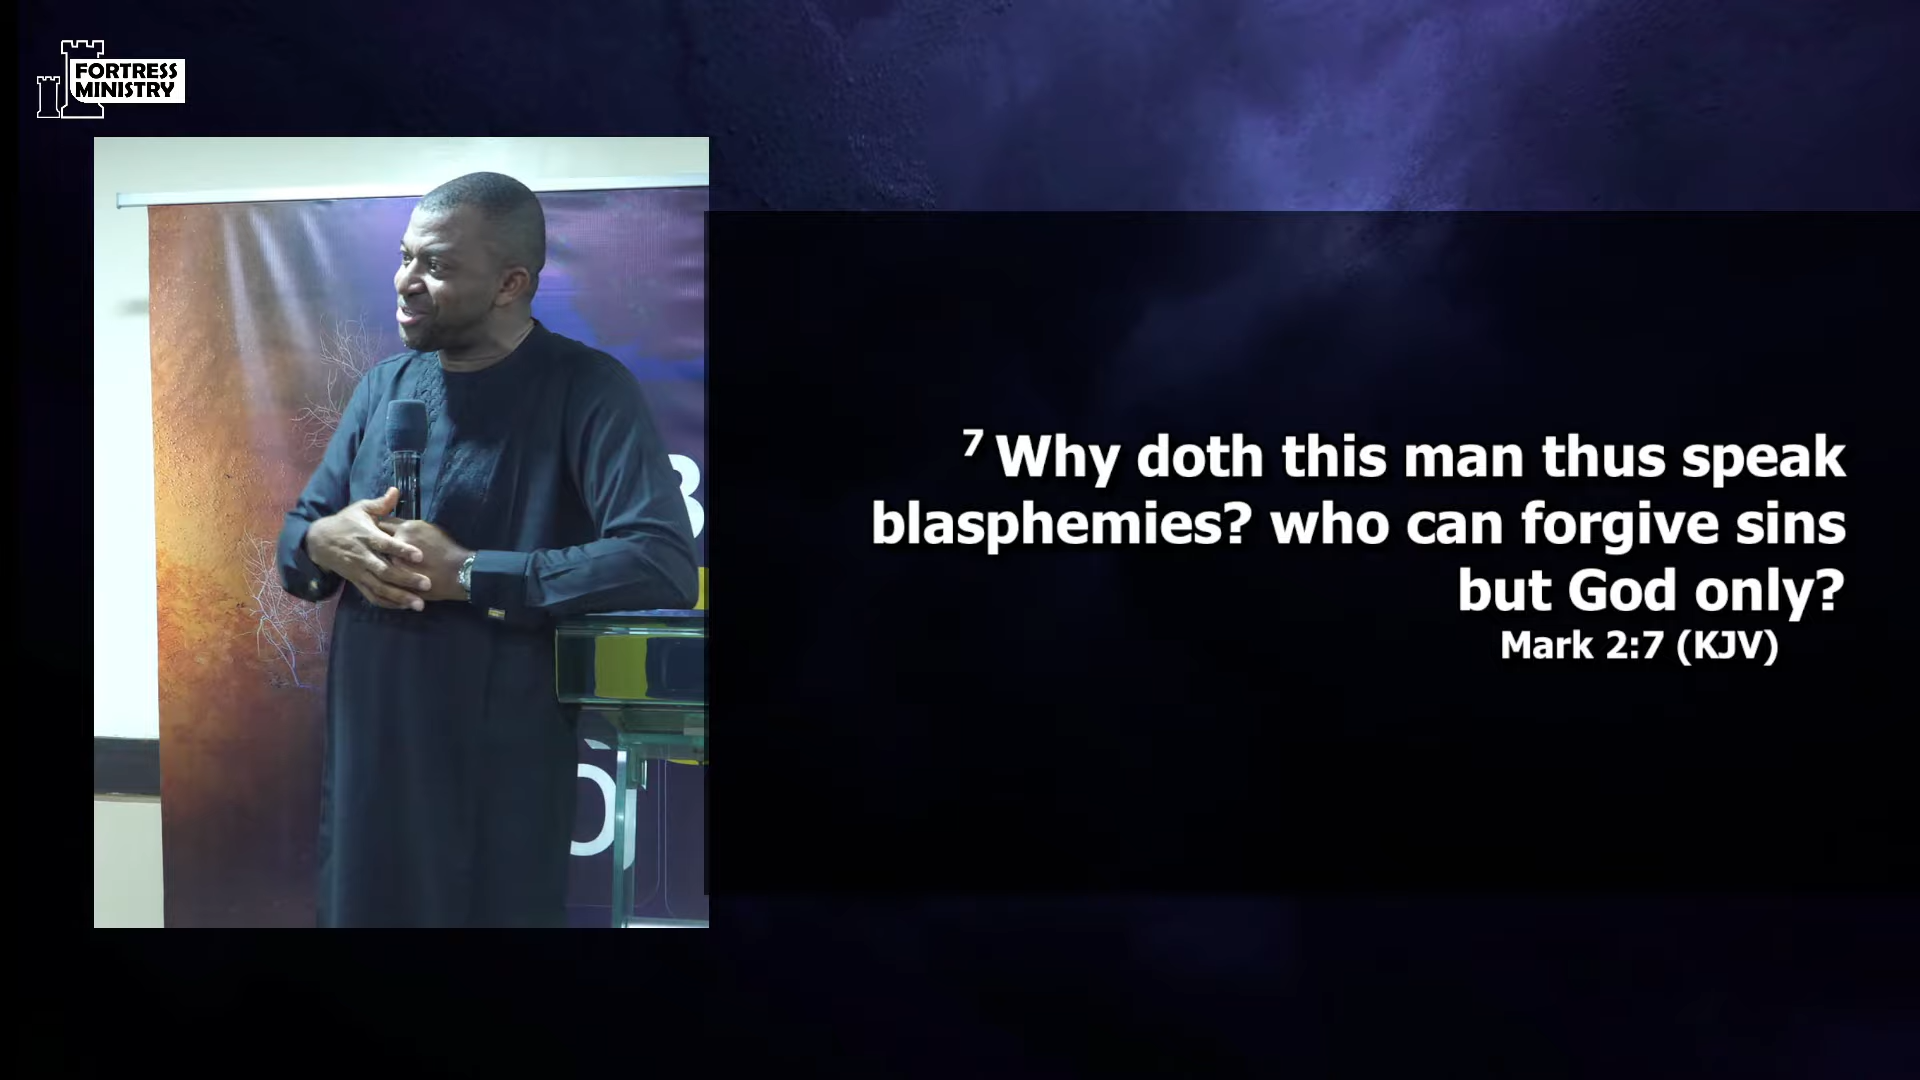 FORTRESS
MINISTRY
7 Why doth this man thus speak
blasphemies? who can forgive sins
but God only?
Mark 2:7 (KJV)